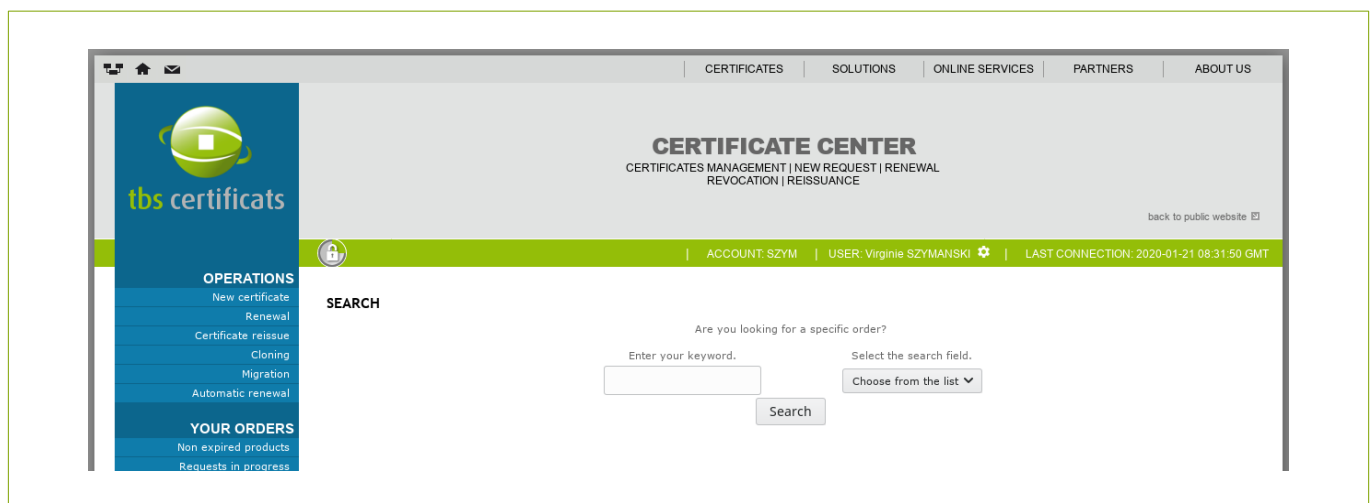 CERTIFICATES | SOLUTIONS | ONLINE SERVICES | PARTNERS | ABOUT US
tbs certificats
CERTIFICATE CENTER
CERTIFICATES MANAGEMENT | NEW REQUEST | RENEWAL
REVOCATION | REISSUANCE
back to public website
| ACCOUNT: SZYM | USER: Virginie SZYMANSKI | LAST CONNECTION: 2020-01-21 08:31:50 GMT
OPERATIONS
New certificate
Renewal
Certificate reissue
Cloning
Migration
Automatic renewal
YOUR ORDERS
Non expired products
Requests in progress
SEARCH
Are you looking for a specific order?
Enter your keyword.
Select the search field.
Choose from the list
Search